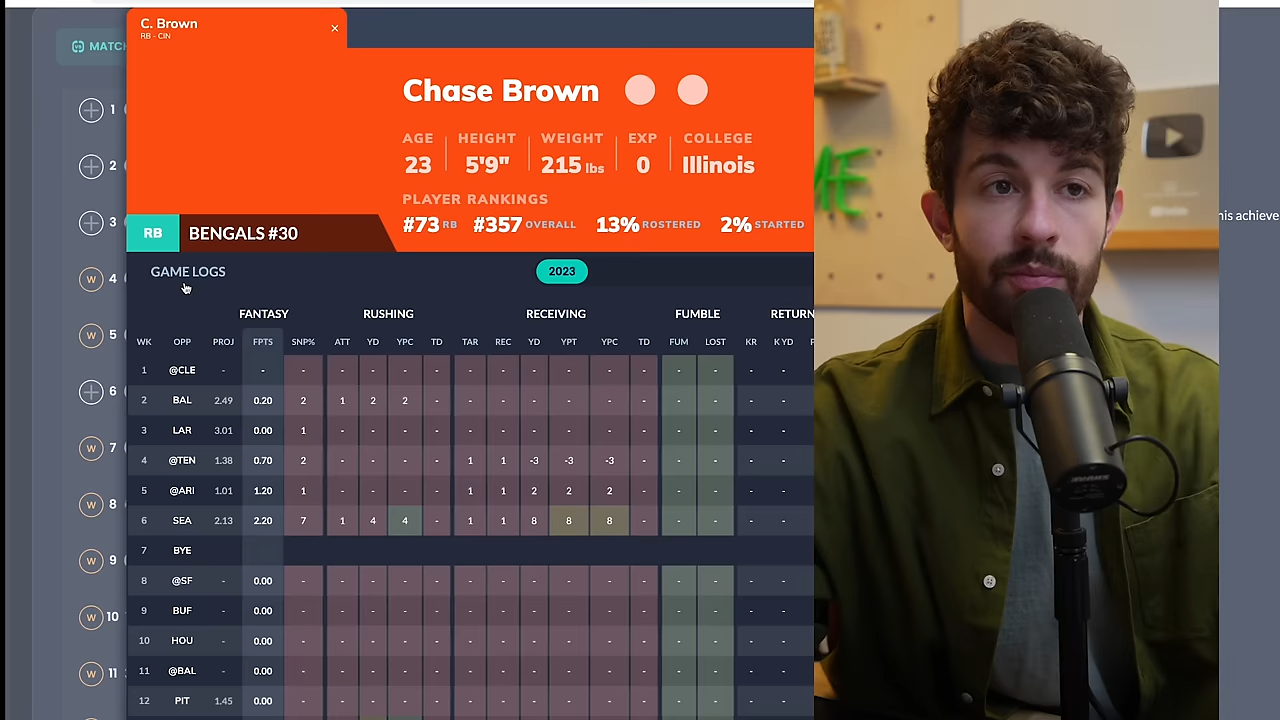 C. Brown
RB - CIN
×
MATC
Chase Brown
AGE HEIGHT WEIGHT EXP COLLEGE
23 5'9" 215 lbs 0 Illinois
PLAYER RANKINGS
#73 RB #357 OVERALL 13% ROSTERED 2% STARTED
RB BENGALS #30
GAME LOGS 2023
FANTASY RUSHING RECEIVING FUMBLE RETURN
WK OPP PROJ FPTS SNP% ATT YD YPC TD TAR REC YD YPT YPC TD FUM LOST KR KYD
1 @CLE - - - - - - - - - - - - - - - - -
2 BAL 2.49 0.20 2 1 2 2 - - - - - - - - - - -
3 LAR 3.01 0.00 1 - - - - - - - - - - - - - -
4 @TEN 1.38 0.70 2 - - - - 1 1 -3 -3 -3 - - - - -
5 @ARI 1.01 1.20 1 - - - - 1 1 2 2 2 - - - - -
6 SEA 2.13 2.20 7 1 4 4 - 1 1 8 8 8 - - - - -
7 BYE
8 @SF - 0.00 - - - - - - - - - - - - - - -
9 BUF - 0.00 - - - - - - - - - - - - - - -
10 HOU - 0.00 - - - - - - - - - - - - - - -
11 @BAL - 0.00 - - - - - - - - - - - - - - -
12 PIT 1.45 0.00 - - - - - - - - - - - - - - -
1
2
3
W 4
W 5
6
W 7
W 8
W 9
W 10
W 11
ME
his achieve